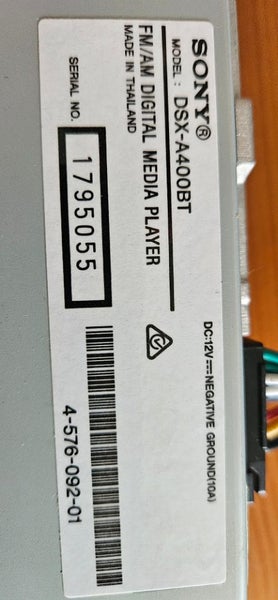 SONY®
MODEL: DSX-A400BT
DC:12V⎓NEGATIVE GROUND(10A)
FM/AM DIGITAL MEDIA PLAYER
MADE IN THAILAND
SERIAL NO. 1795055
4-576-092-01